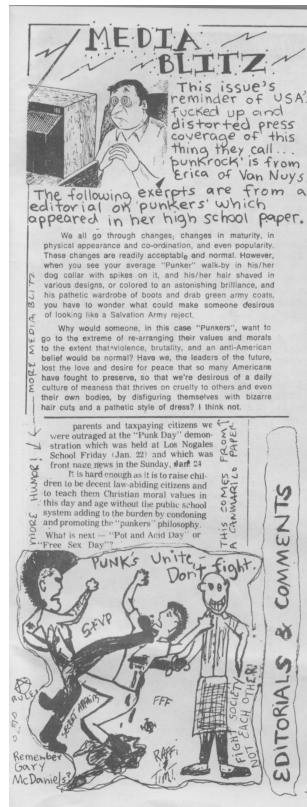 MEDIA
BLITZ
This issue's
reminder of USA's
fucked up and
distorted press
coverage of this
thing they call...
'punkrock' is from
Erica of Van Nuys
The following exerpts are from a
editorial on 'punkers' which
appeared in her high school paper.
We all go through changes, changes in maturity, in
physical appearance and co-ordination, and even popularity.
These changes are readily acceptable and normal. However,
when you see your average "Punker" walk-by in his/her
dog collar with spikes on it, and his/her hair shaved in
various designs, or colored to an astonishing brilliance, and
his pathetic wardrobe of boots and drab green army coats,
you have to wonder what could make someone desirous
of looking like a Salvation Army reject.
Why would someone, in this case "Punkers", want to
go to the extreme of re-arranging their values and morals
to the extent that violence, brutality, and an anti-American
belief would be normal? Have we, the leaders of the future,
lost the love and desire for peace that so many Americans
have fought to preserve, so that we're desirous of a daily
culture of meaness that thrives on cruelty to others and even
their own bodies, by disfiguring themselves with bizarre
hair cuts and a pathetic style of dress? I think not.
MORE MEDIA BLITZ
MORE HUMOR!
parents and taxpaying citizens we
were outraged at the "Punk Day" demon-
stration which was held at Los Nogales
School Friday (Jan. 22) and which was
front page news in the Sunday, Jan. 24
It is hard enough as it is to raise chil-
dren to be decent law-abiding citizens and
to teach them Christian moral values in
this day and age without the public school
system adding to the burden by condoning
and promoting the "punkers" philosophy.
What is next — "Pot and Acid Day" or
"Free Sex Day"?
THIS COMES FROM
A CAMARILLO PAPER
EDITORIALS & COMMENTS
PUNKS Unite,
Don't fight.
SFVP
FFF
RULE
RAFFI
& TIM!
FIGHT SOCIETY
NOT EACH OTHER!
Remember
Gary
McDaniels?